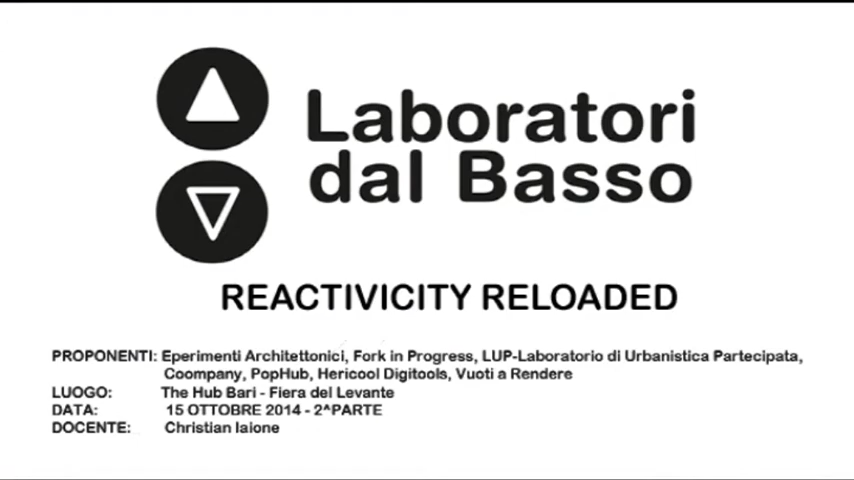 Laboratori
dal Basso
REACTIVICITY RELOADED
PROPONENTI: Eperimenti Architettonici, Fork in Progress, LUP-Laboratorio di Urbanistica Partecipata,
Coompany, PopHub, Hericool Digitools, Vuoti a Rendere
LUOGO: The Hub Bari - Fiera del Levante
DATA: 15 OTTOBRE 2014 - 2^PARTE
DOCENTE: Christian Iaione